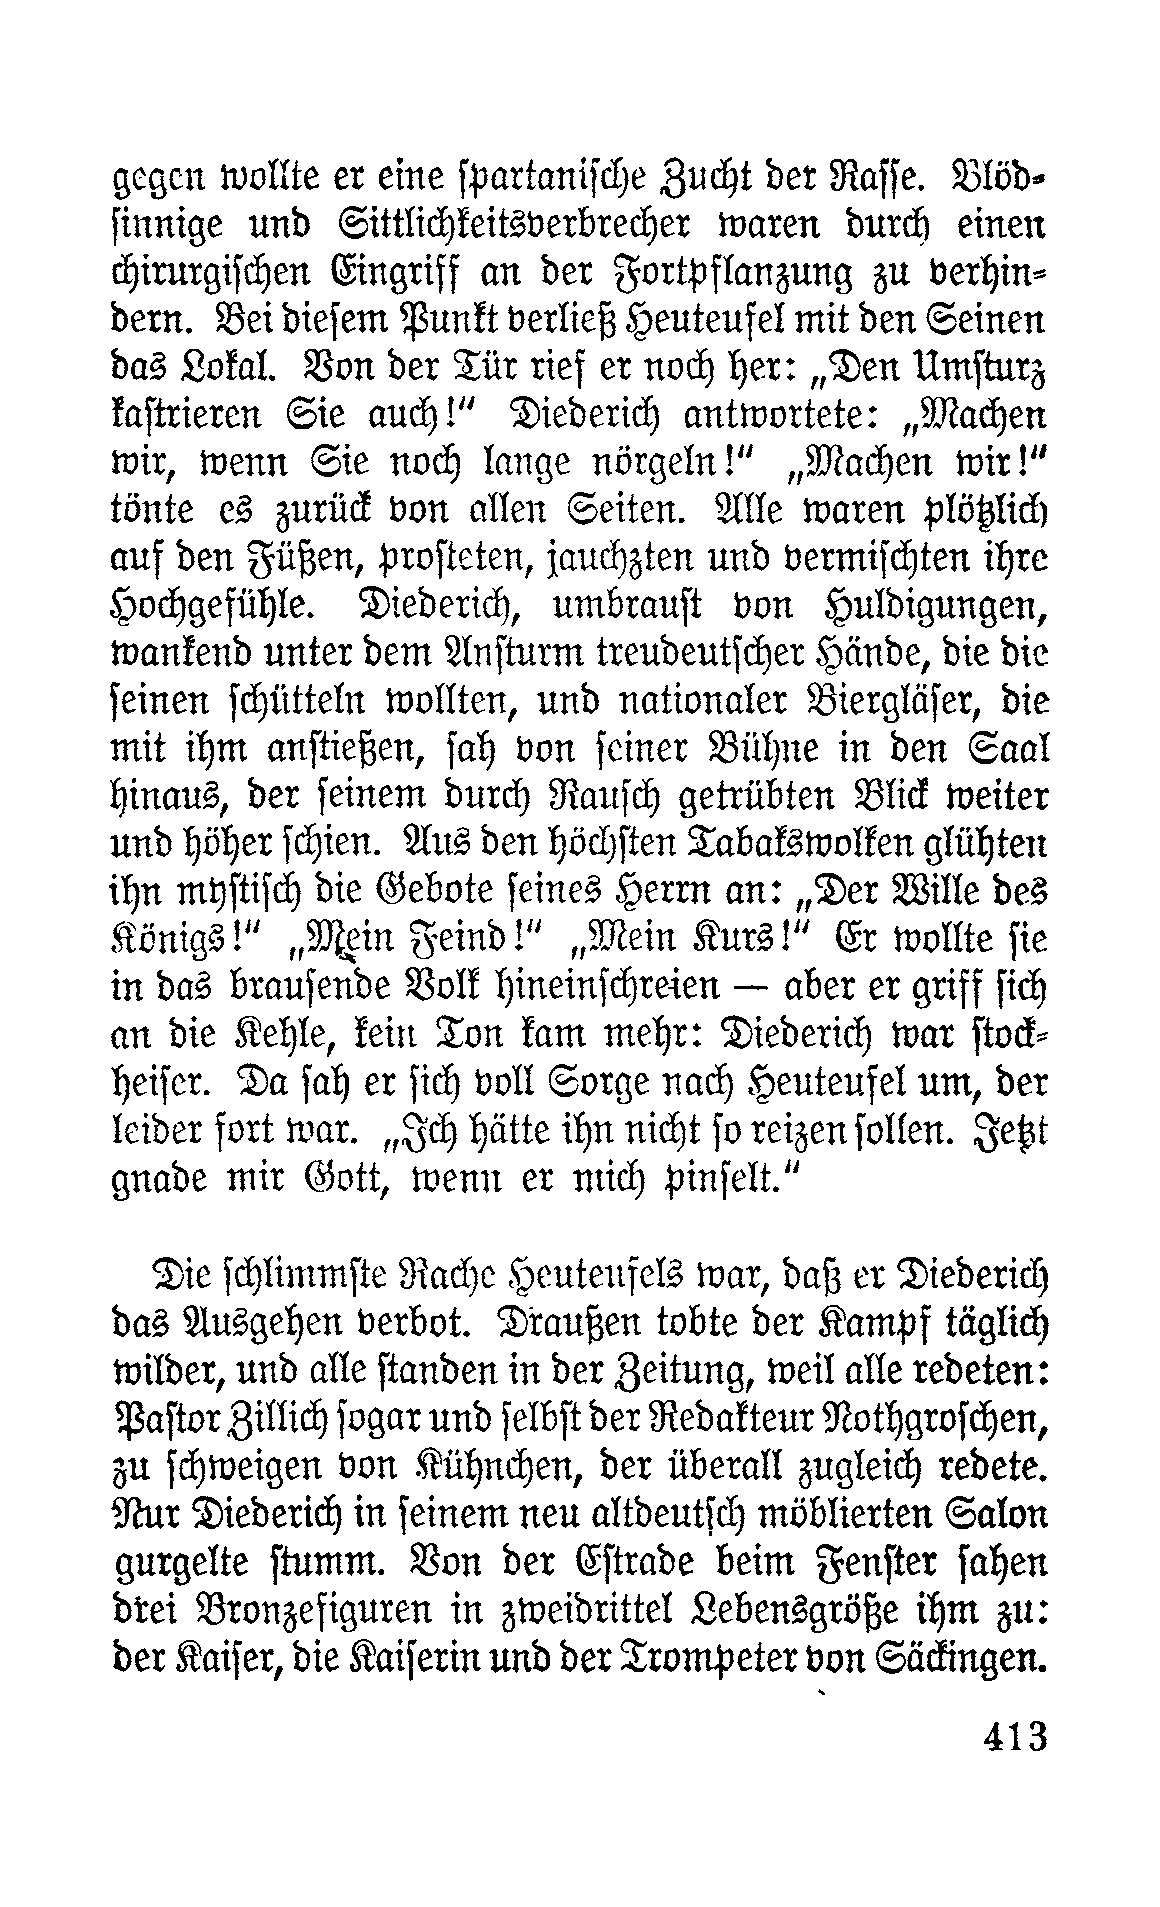 gegen wollte er eine spartanische Zucht der Rasse. Blöd-
sinnige und Sittlichkeitsverbrecher waren durch einen
chirurgischen Eingriff an der Fortpflanzung zu verhin-
dern. Bei diesem Punkt verließ Heuteufel mit den Seinen
das Lokal. Von der Tür rief er noch her: „Den Umsturz
kastrieren Sie auch!“ Diederich antwortete: „Machen
wir, wenn Sie noch lange nörgeln!“ „Machen wir!“
tönte es zurück von allen Seiten. Alle waren plötzlich
auf den Füßen, prosteten, jauchzten und vermischten ihre
Hochgefühle. Diederich, umbraust von Huldigungen,
wankend unter dem Ansturm treudeutscher Hände, die die
seinen schütteln wollten, und nationaler Biergläser, die
mit ihm anstießen, sah von seiner Bühne in den Saal
hinaus, der seinem durch Rausch getrübten Blick weiter
und höher schien. Aus den höchsten Tabakswolken glühten
ihn mystisch die Gebote seines Herrn an: „Der Wille des
Königs!“ „Mein Feind!“ „Mein Kurs!“ Er wollte sie
in das brausende Volk hineinschreien — aber er griff sich
an die Kehle, kein Ton kam mehr: Diederich war stock-
heiser. Da sah er sich voll Sorge nach Heuteufel um, der
leider fort war. „Ich hätte ihn nicht so reizen sollen. Jetzt
gnade mir Gott, wenn er mich pinselt.“
Die schlimmste Rache Heuteufels war, daß er Diederich
das Ausgehen verbot. Draußen tobte der Kampf täglich
wilder, und alle standen in der Zeitung, weil alle redeten:
Pastor Zillich sogar und selbst der Redakteur Nothgroschen,
zu schweigen von Kühnchen, der überall zugleich redete.
Nur Diederich in seinem neu altdeutsch möblierten Salon
gurgelte stumm. Von der Estrade beim Fenster sahen
drei Bronzefiguren in zweidrittel Lebensgröße ihm zu:
der Kaiser, die Kaiserin und der Trompeter von Säckingen.
413